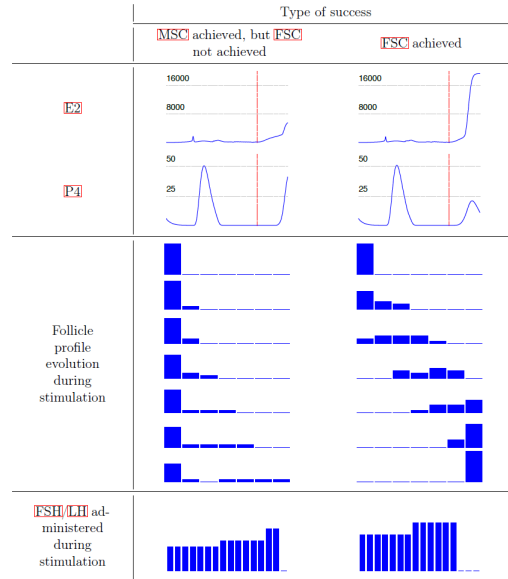 Type of success
MSC achieved, but FSC
not achieved
FSC achieved
E2
16000
8000
16000
8000
P4
50
25
50
25
Follicle
profile
evolution
during
stimulation
FSH/LH ad-
ministered
during
stimulation